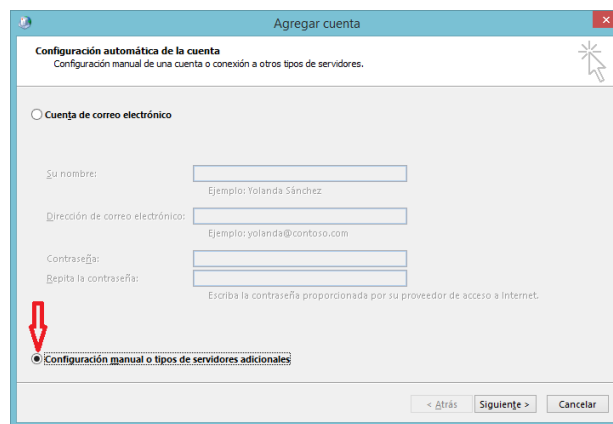 Agregar cuenta
Configuración automática de la cuenta
Configuración manual de una cuenta o conexión a otros tipos de servidores.
Cuenta de correo electrónico
Su nombre:
Ejemplo: Yolanda Sánchez
Dirección de correo electrónico:
Ejemplo: yolanda@contoso.com
Contraseña:
Repita la contraseña:
Escriba la contraseña proporcionada por su proveedor de acceso a Internet.
Configuración manual o tipos de servidores adicionales
< Atrás Siguiente > Cancelar